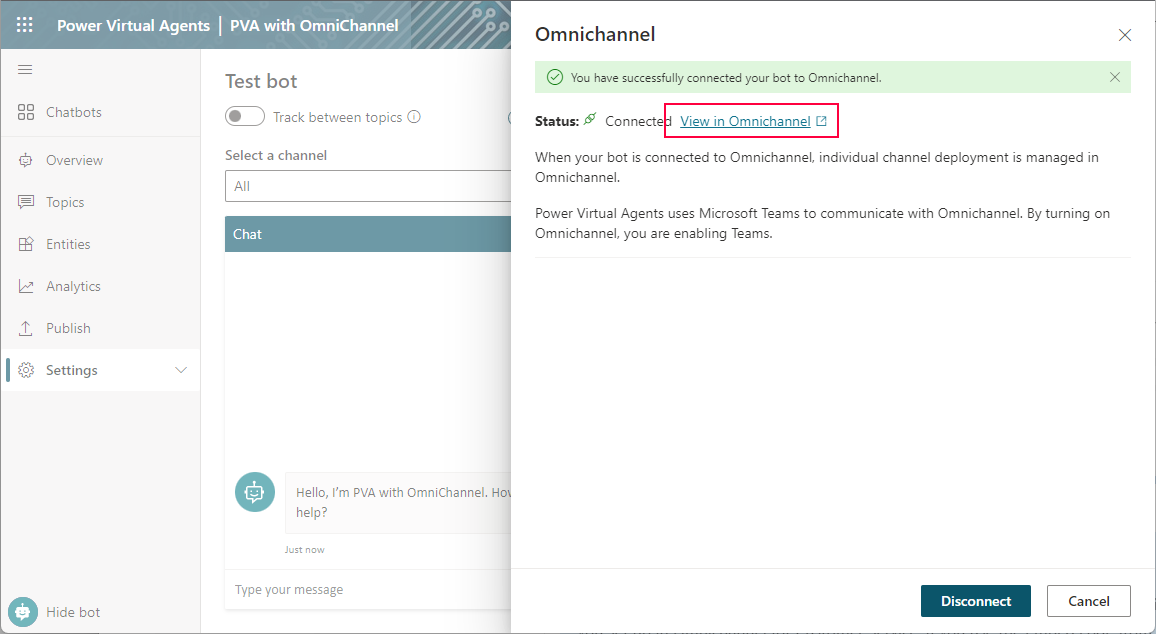 Power Virtual Agents | PVA with OmniChannel
Chatbots
Overview
Topics
Entities
Analytics
Publish
Settings
Hide bot
Test bot
Track between topics
Select a channel
All
Chat
Hello, I'm PVA with OmniChannel. How
help?
Just now
Type your message
Omnichannel
You have successfully connected your bot to Omnichannel.
Status: Connected View in Omnichannel
When your bot is connected to Omnichannel, individual channel deployment is managed in
Omnichannel.
Power Virtual Agents uses Microsoft Teams to communicate with Omnichannel. By turning on
Omnichannel, you are enabling Teams.
Disconnect Cancel